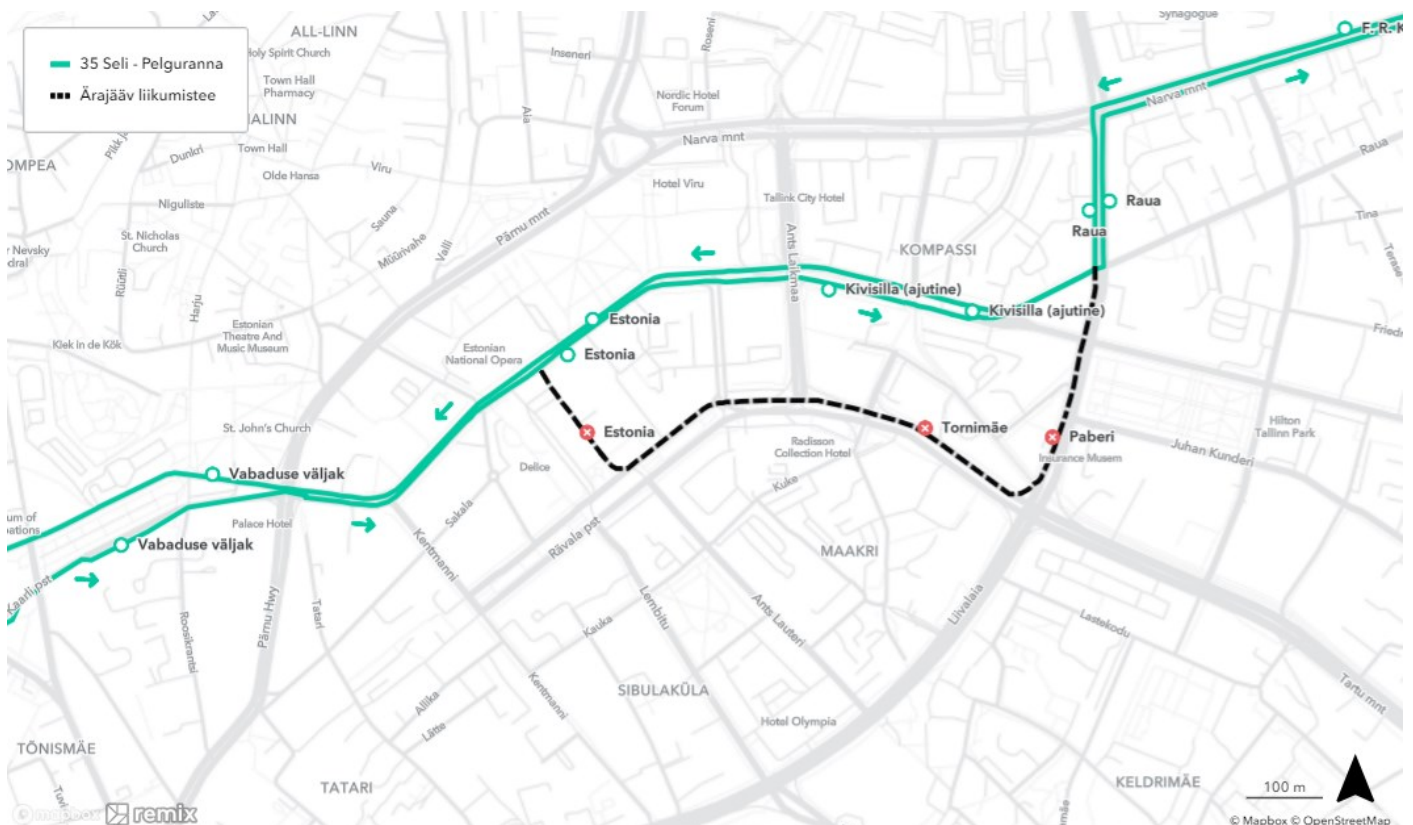 35 Seli - Pelguranna
Ärajääv liikumistee
ALL-LINN
Holy Spirit Church
Town Hall
Pharmacy
Town Hall
Olde Hansa
Viru
Dunkri
Niguliste
St. Nicholas
Church
Rüütli
Harju
Sauna
Müürivahe
Valli
Pärnu mnt
Inseneri
Aia
Roseni
Nordic Hotel
Forum
Narva mnt
Hotel Viru
Tallink City Hotel
Ants Laikmaa
KOMPASSI
Synagogue
Narva mnt
Raua
Raua
Raua
Tina
Kivisilla (ajutine)
Kivisilla (ajutine)
Estonia
Estonia
Estonian
National Opera
Estonian
Theatre And
Music Museum
Kiek in de Kök
St. John's Church
Estonia
Tornimäe
Paberi
Insurance Musem
Radisson
Collection Hotel
Hilton
Tallinn Park
Juhan Kunderi
Delice
Kuke
Sakala
Vabaduse väljak
Palace Hotel
Vabaduse väljak
Kaarli pst
Kentmanni
Rävala pst
MAAKRI
Liivalaia
Lastekodu
Roosikrantsi
Pärnu Hwy
Tatari
Kauka
Lembitu
Ants Lauteri
Allika
Lätte
Kentmanni
SIBULAKÜLA
Hotel Olympia
Tartu mnt
TÕNISMÄE
TATARI
KELDRIMÄE
100 m
mapbox remix
© Mapbox © OpenStreetMap